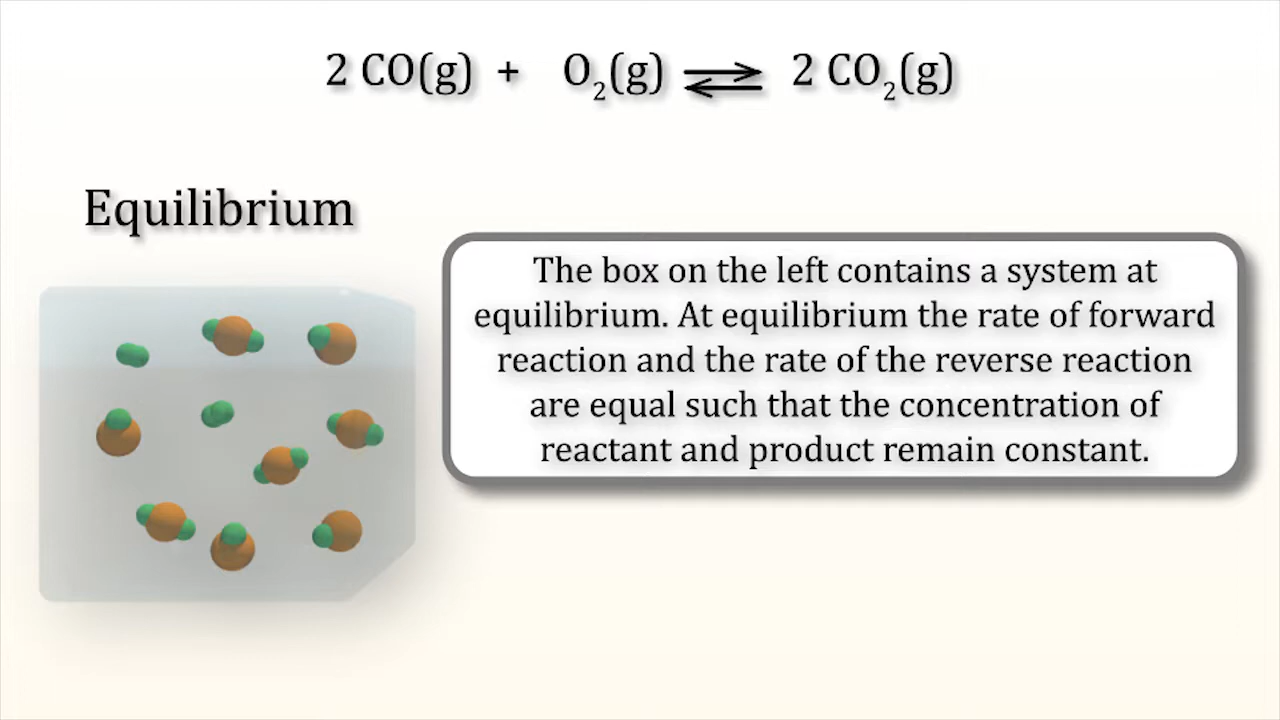 2 CO(g) + O₂(g) ⇌ 2 CO₂(g)
Equilibrium
The box on the left contains a system at
equilibrium. At equilibrium the rate of forward
reaction and the rate of the reverse reaction
are equal such that the concentration of
reactant and product remain constant.